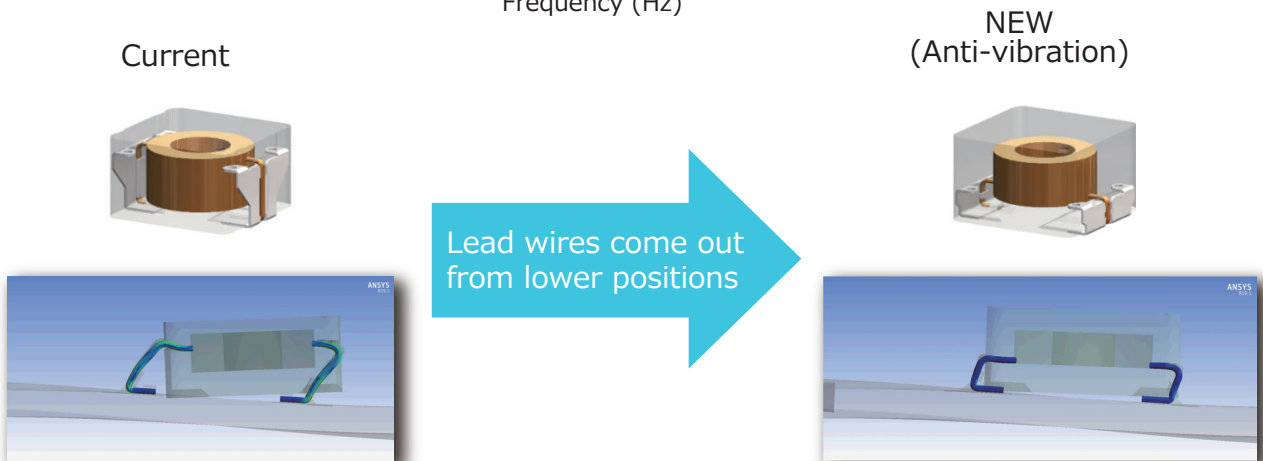 Frequency (Hz)
Current
NEW
(Anti-vibration)
Lead wires come out
from lower positions
ANSYS
ANSYS